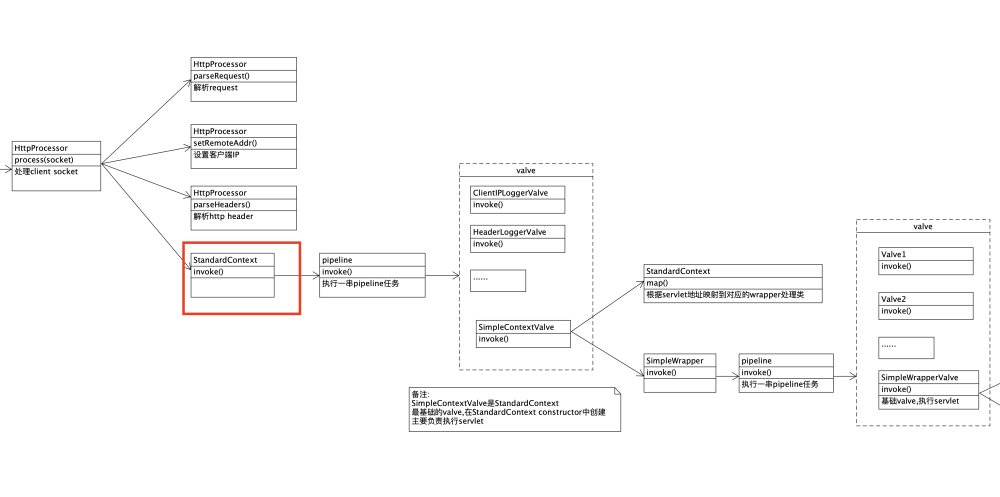 HttpProcessor
process(socket)
处理client socket
HttpProcessor
parseRequest()
解析request
HttpProcessor
setRemoteAddr()
设置客户端IP
HttpProcessor
parseHeaders()
解析http header
StandardContext
invoke()
pipeline
invoke()
执行一串pipeline任务
valve
ClientIPLoggerValve
invoke()
HeaderLoggerValve
invoke()
......
SimpleContextValve
invoke()
备注:
SimpleContextValve是StandardContext
最基础的valve,在StandardContext constructor中创建
主要负责执行servlet
StandardContext
map()
根据servlet地址映射到对应的wrapper处理类
SimpleWrapper
invoke()
pipeline
invoke()
执行一串pipeline任务
valve
Valve1
invoke()
Valve2
invoke()
......
SimpleWrapperValve
invoke()
基础valve,执行servlet